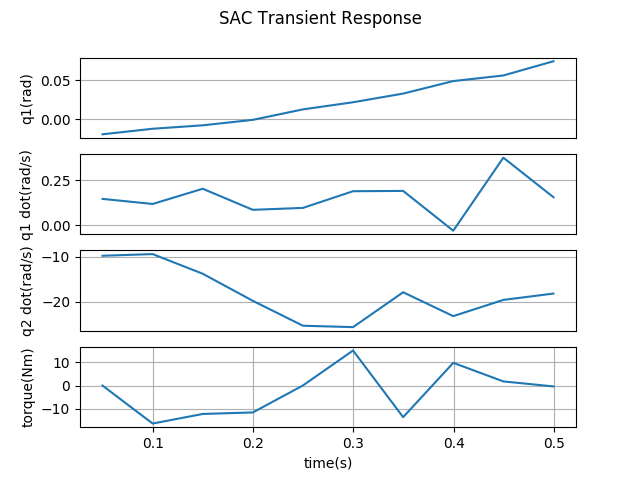 SAC Transient Response
q1(rad)
0.05
0.00
q1 dot(rad/s)
0.25
0.00
q2 dot(rad/s)
−10
−20
torque(Nm)
10
0
−10
0.1 0.2 0.3 0.4 0.5
time(s)